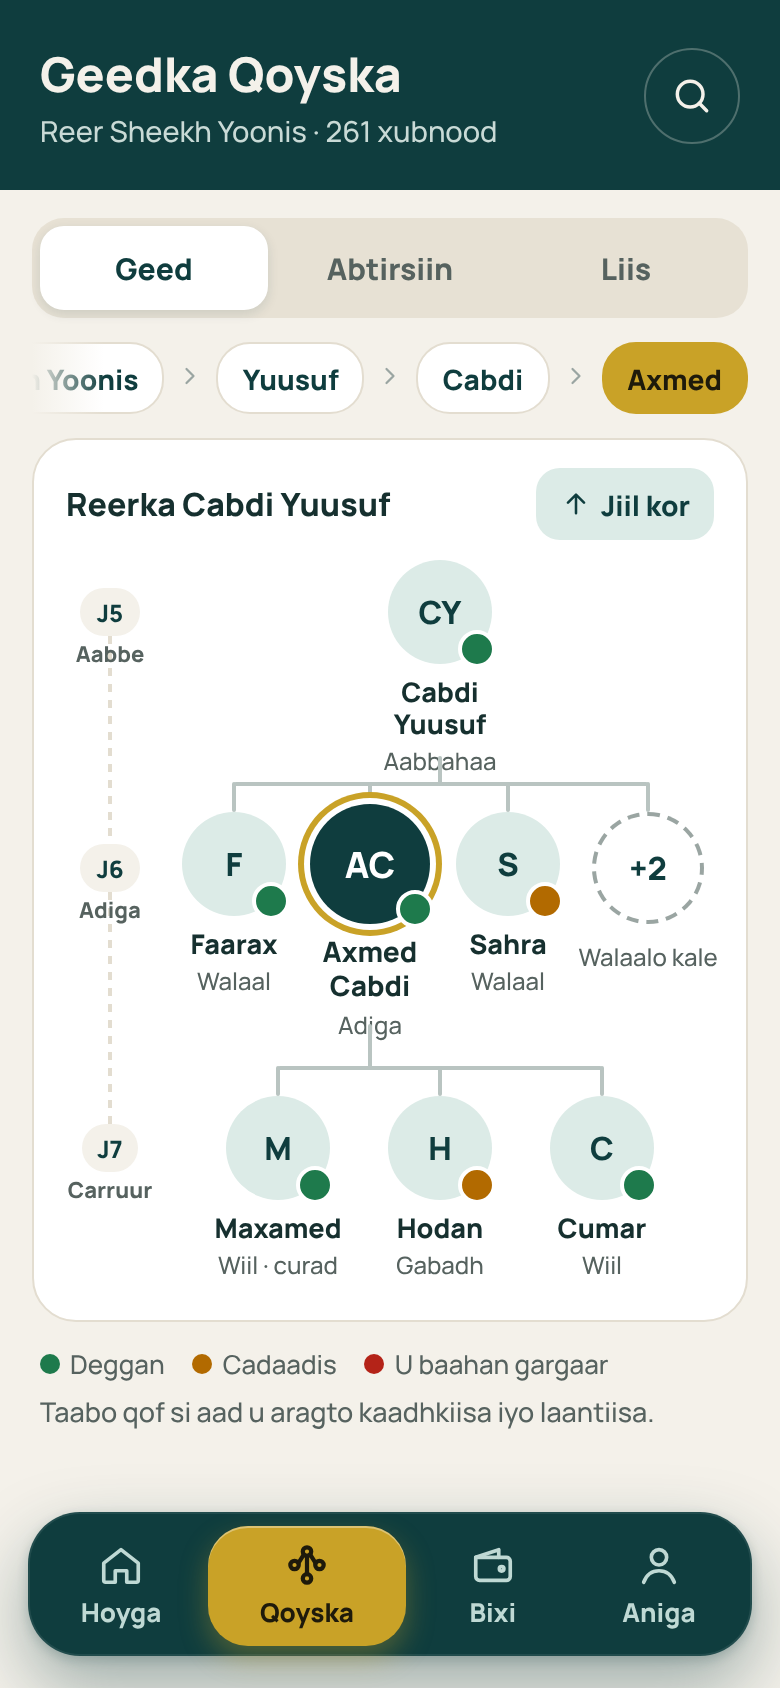 Geedka Qoyska
Reer Sheekh Yoonis · 261 xubnood
Geed
Abtirsiin
Liis
Yoonis
Yuusuf
Cabdi
Axmed
Reerka Cabdi Yuusuf
↑ Jiil kor
CY
J5
Aabbe
Cabdi
Yuusuf
Aabbahaa
J6
Adiga
F
AC
S
+2
Faarax
Walaal
Axmed
Cabdi
Adiga
Sahra
Walaal
Walaalo kale
J7
Carruur
M
H
C
Maxamed
Wiil · curad
Hodan
Gabadh
Cumar
Wiil
Deggan
Cadaadis
U baahan gargaar
Taabo qof si aad u aragto kaadhkiisa iyo laantiisa.
Hoyga
Qoyska
Bixi
Aniga